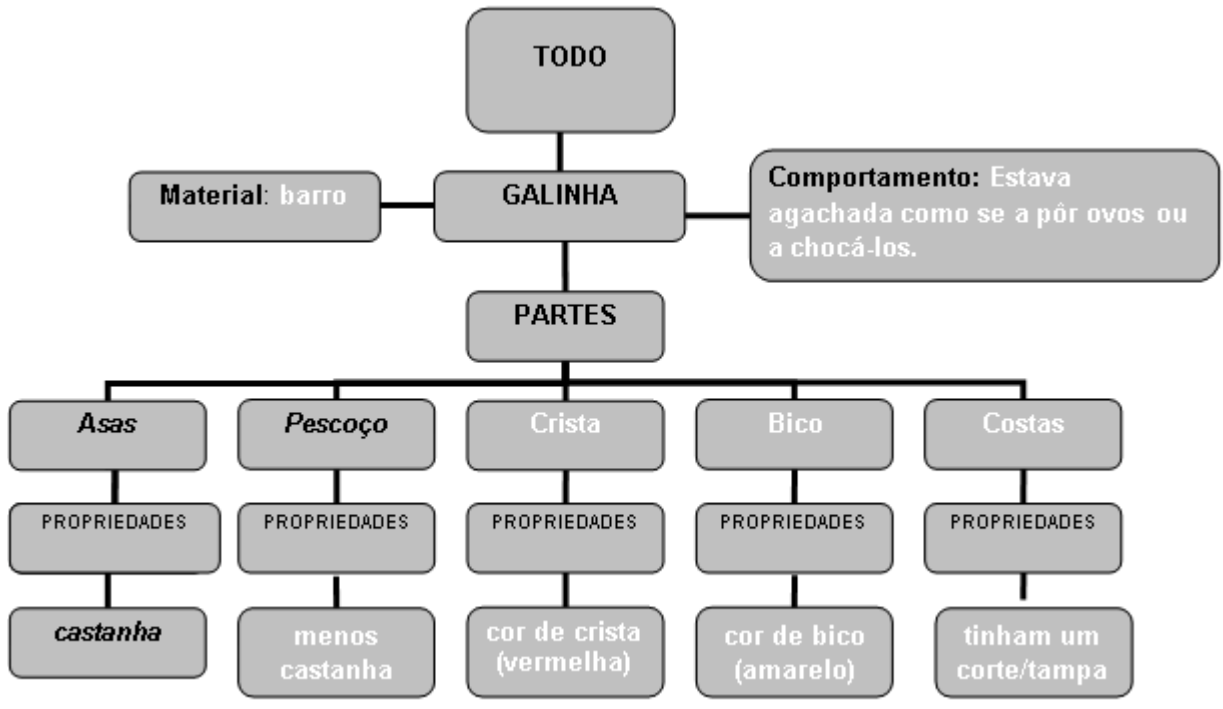 TODO
Material: barro
GALINHA
Comportamento: Estava
agachada como se a pôr ovos ou
a chocá-los.
PARTES
Asas
Pescoço
Crista
Bico
Costas
PROPRIEDADES
PROPRIEDADES
PROPRIEDADES
PROPRIEDADES
PROPRIEDADES
castanha
menos
castanha
cor de crista
(vermelha)
cor de bico
(amarelo)
tinham um
corte/tampa